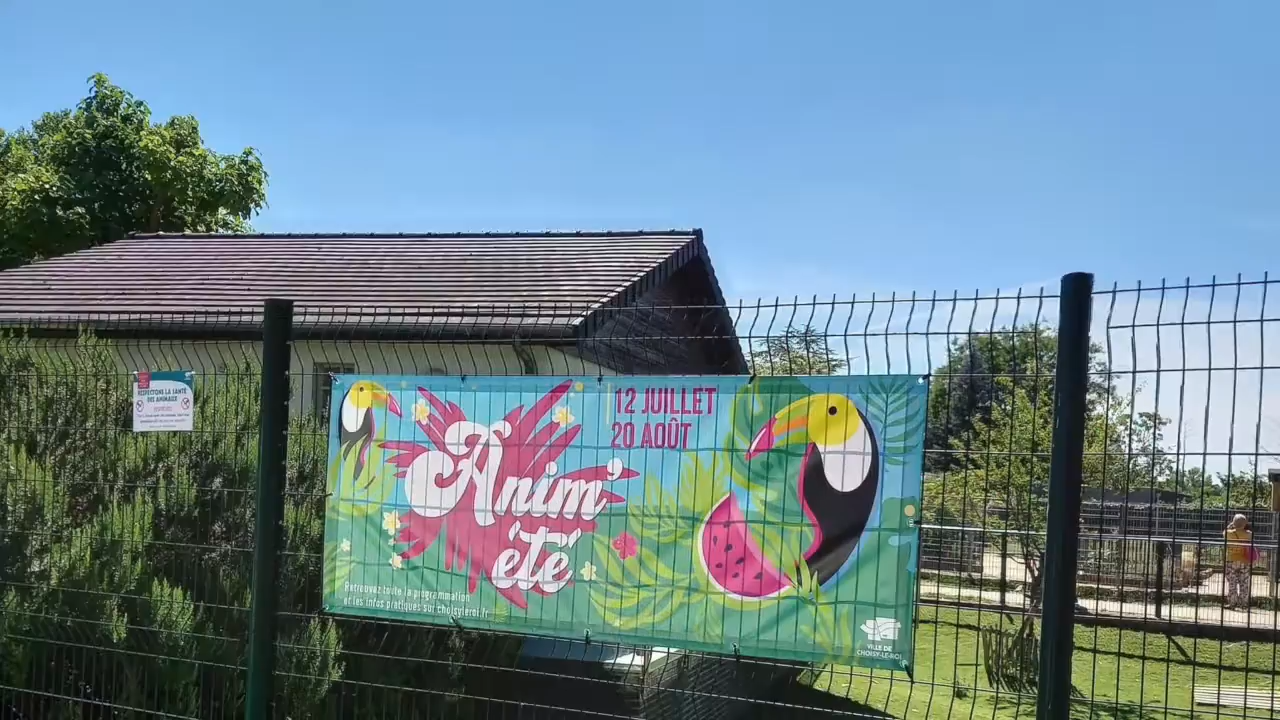 RESPECTONS LA SANTÉ
DES ANIMAUX
12 JUILLET
20 AOÛT
Anim'
été
Retrouvez toute la programmation
et les infos pratiques sur choisyleroi.fr
VILLE DE
CHOISY-LE-ROI